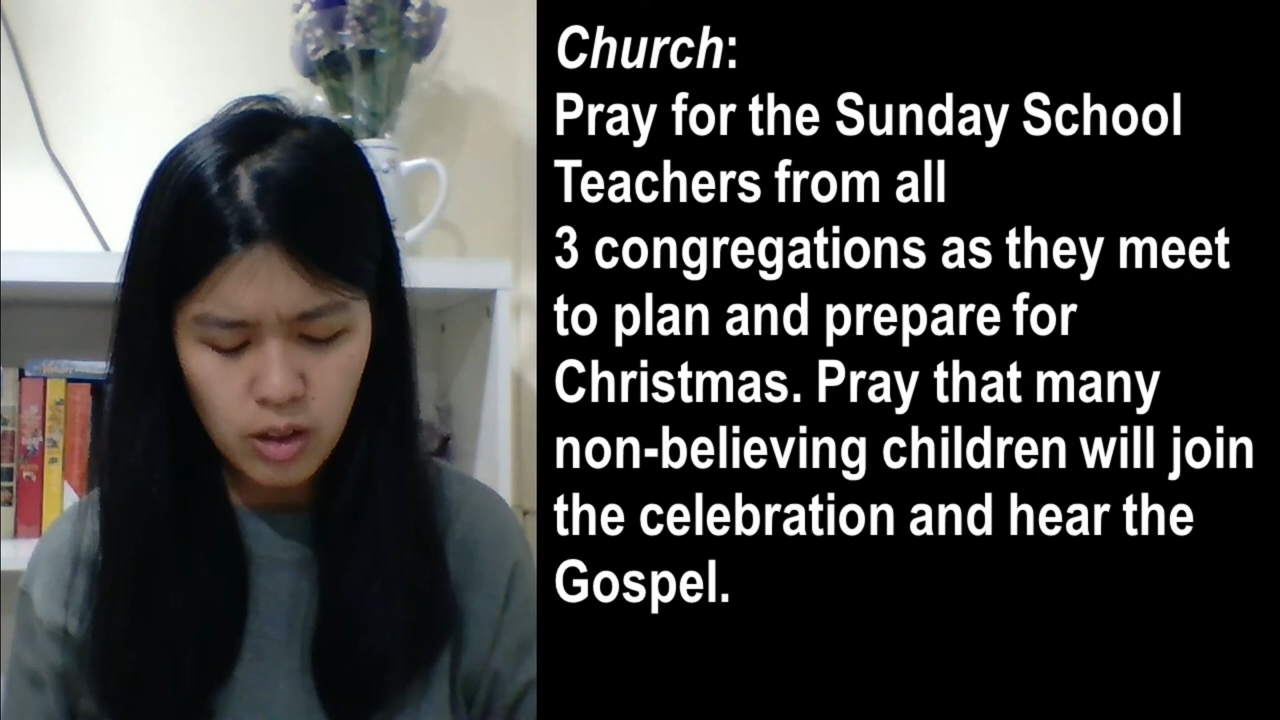 Church:
Pray for the Sunday School
Teachers from all
3 congregations as they meet
to plan and prepare for
Christmas. Pray that many
non-believing children will join
the celebration and hear the
Gospel.